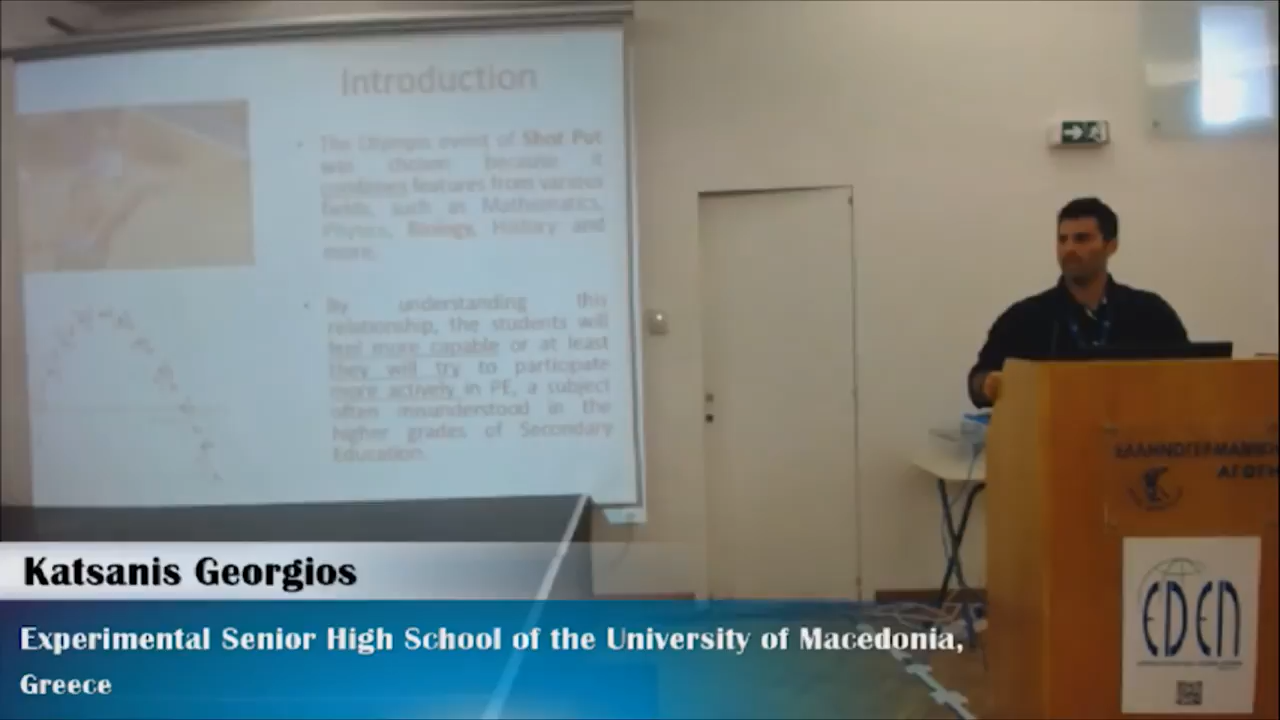 Introduction
• The Olympic event of Shot Put
was chosen because it
combines features from various
fields, such as Mathematics,
Physics, Biology, History and
more.
• By understanding this
relationship, the students will
feel more capable or at least
they will try to participate
more actively in PE, a subject
often misunderstood in the
higher grades of Secondary
Education.
ΕΛΛΗΝΟΓΕΡΜΑΝΙΚ
ΑΓΩΓΗ
EDEN
Katsanis Georgios
Experimental Senior High School of the University of Macedonia,
Greece